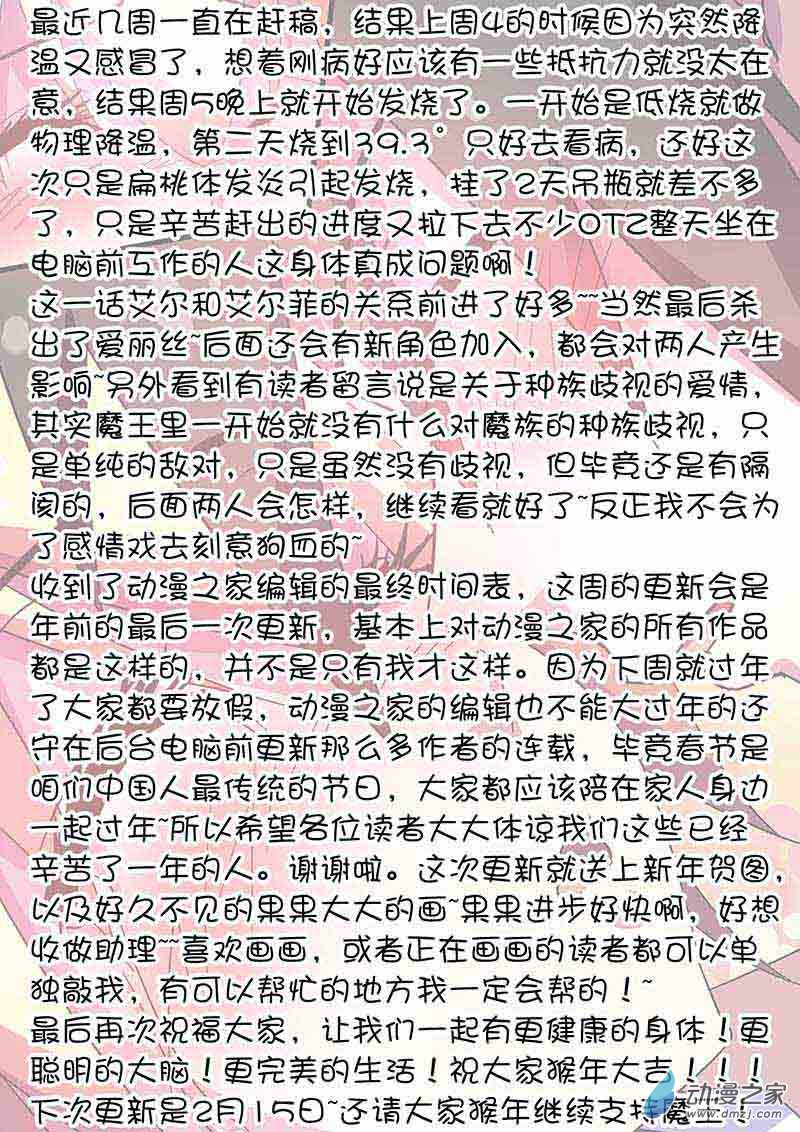 最近几周一直在赶稿，结果上周4的时候因为突然降
温又感冒了，想着刚病好应该有一些抵抗力就没太在
意，结果周5晚上就开始发烧了。一开始是低烧就做
物理降温，第二天烧到39.3°只好去看病，还好这
次只是扁桃体发炎引起发烧，挂了2天吊瓶就差不多
了，只是辛苦赶出的进度又拉下去不少OTZ整天坐在
电脑前互作的人这身体真成问题啊！
这一话艾尔和艾尔菲的关系前进了好多~~当然最后杀
出了爱丽丝~后面还会有新角色加入，都会对两人产生
影响~另外看到有读者留言说是关于种族歧视的爱情，
其实魔王里一开始就没有什么对魔族的种族歧视，只
是单纯的敌对，只是虽然没有歧视，但毕竟还是有隔
阂的，后面两人会怎样，继续看就好了~反正我不会为
了感情戏去刻意狗血的~
收到了动漫之家编辑的最终时间表，这周的更新会是
年前的最后一次更新，基本上对动漫之家的所有作品
都是这样的，并不是只有我才这样。因为下周就过年
了大家都要放假，动漫之家的编辑也不能大过年的还
守在后台电脑前更新那么多作者的连载，毕竟春节是
咱们中国人最传统的节日，大家都应该陪在家人身边
一起过年~所以希望各位读者大大体谅我们这些已经
辛苦了一年的人。谢谢啦。这次更新就送上新年贺图，
以及好久不见的果果大大的画~果果进步好快啊，好想
收做助理~~喜欢画画，或者正在画画的读者都可以单
独敲我，有可以帮忙的地方我一定会帮的！~
最后再次祝福大家，让我们一起有更健康的身体！更
聪明的大脑！更完美的生活！祝大家猴年大吉！！！
下次更新是2月15日~还请大家猴年继续支持魔王！
动漫之家
www.dmzj.com